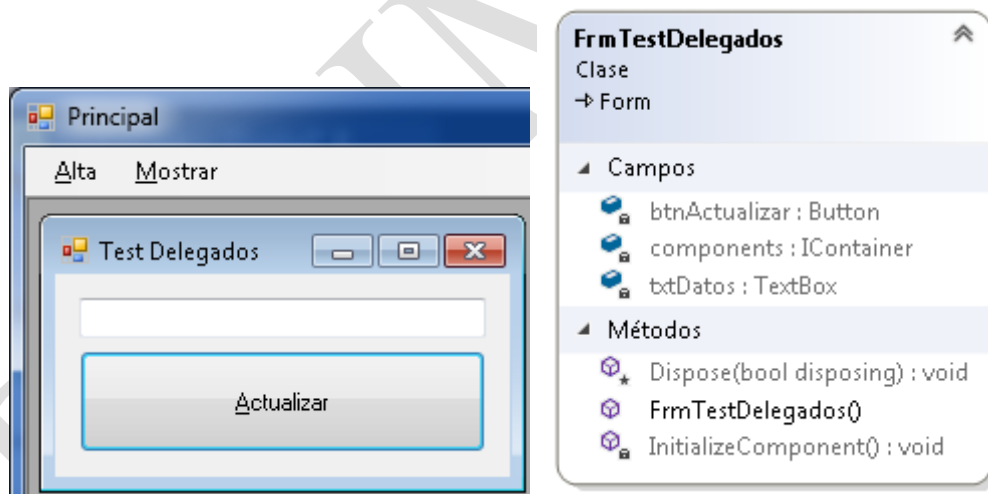 Principal
Alta Mostrar
Test Delegados
Actualizar
FrmTestDelegados
Clase
Form
Campos
btnActualizar : Button
components : IContainer
txtDatos : TextBox
Métodos
Dispose(bool disposing) : void
FrmTestDelegados()
InitializeComponent() : void